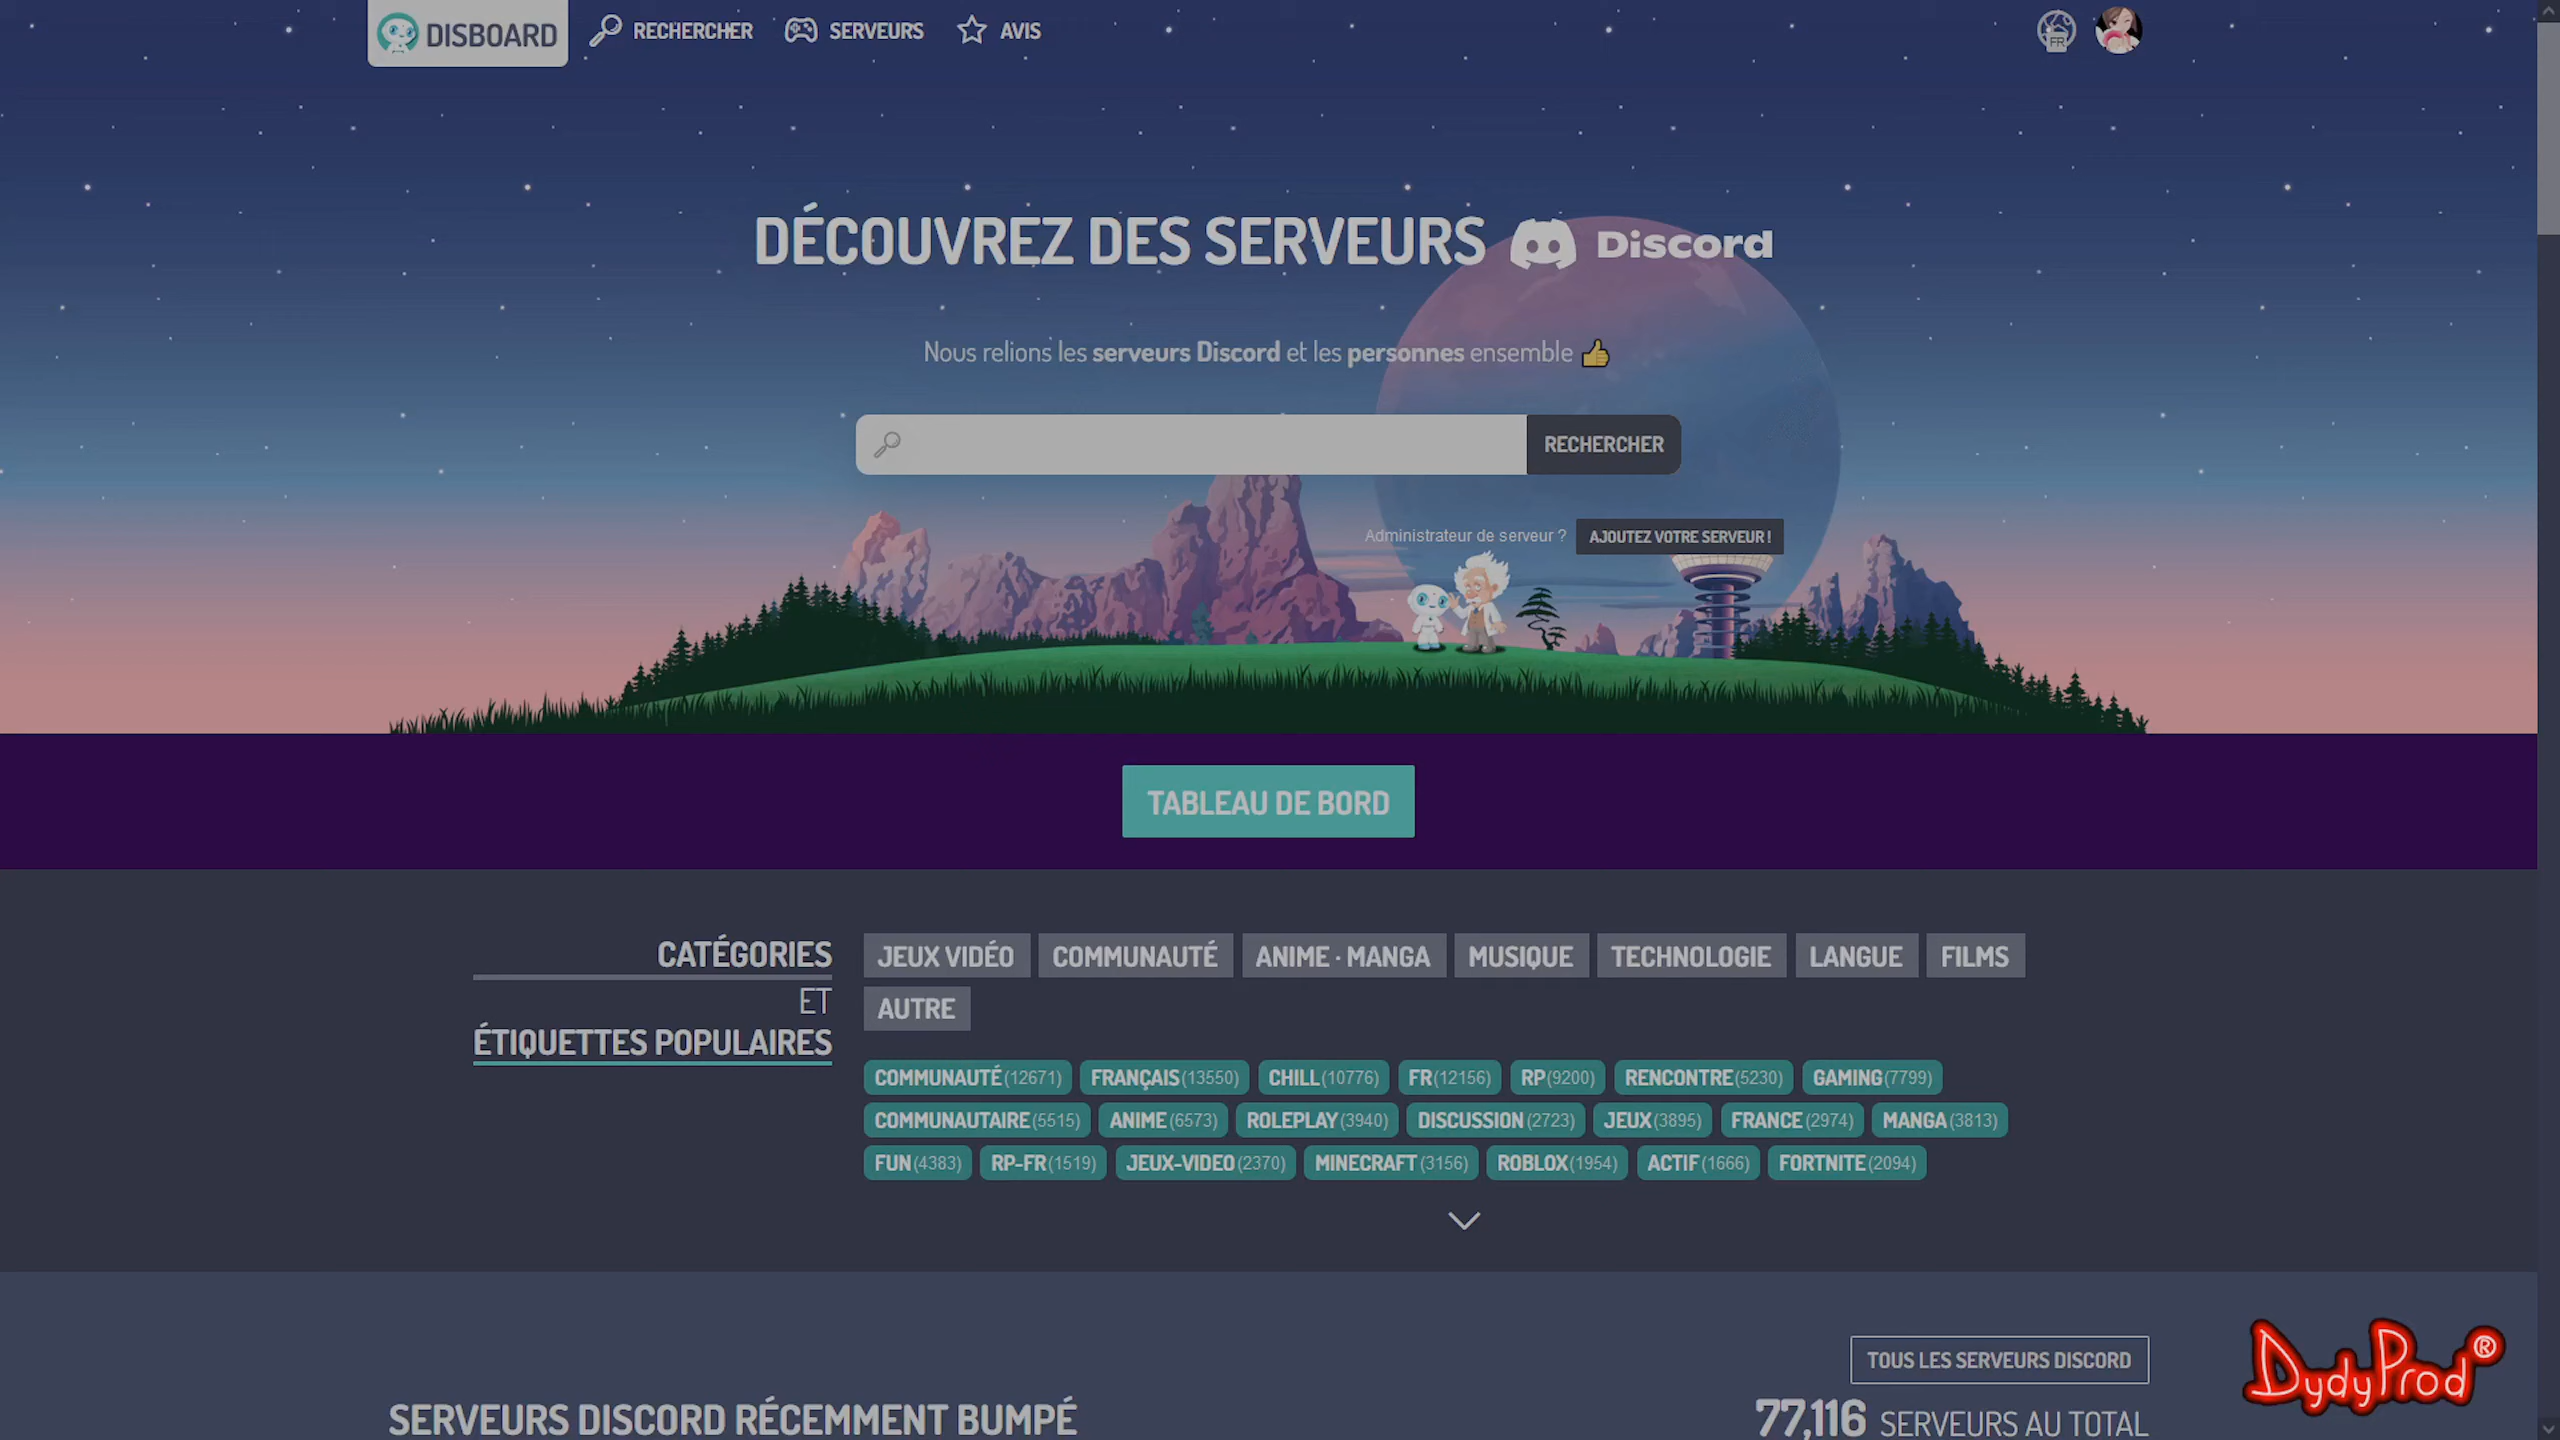 DISBOARD
RECHERCHER
SERVEURS
AVIS
FR
DÉCOUVREZ DES SERVEURS Discord
Nous relions les serveurs Discord et les personnes ensemble 👍
RECHERCHER
Administrateur de serveur ? AJOUTEZ VOTRE SERVEUR !
TABLEAU DE BORD
CATÉGORIES
ET
ÉTIQUETTES POPULAIRES
JEUX VIDÉO COMMUNAUTÉ ANIME · MANGA MUSIQUE TECHNOLOGIE LANGUE FILMS
AUTRE
COMMUNAUTÉ(12671) FRANÇAIS(13550) CHILL(10776) FR(12156) RP(9200) RENCONTRE(5230) GAMING(7799)
COMMUNAUTAIRE(5515) ANIME(6573) ROLEPLAY(3940) DISCUSSION(2723) JEUX(3895) FRANCE(2974) MANGA(3813)
FUN(4383) RP-FR(1519) JEUX-VIDEO(2370) MINECRAFT(3156) ROBLOX(1954) ACTIF(1666) FORTNITE(2094)
TOUS LES SERVEURS DISCORD
SERVEURS DISCORD RÉCEMMENT BUMPÉ
77,116 SERVEURS AU TOTAL
DydyProd®